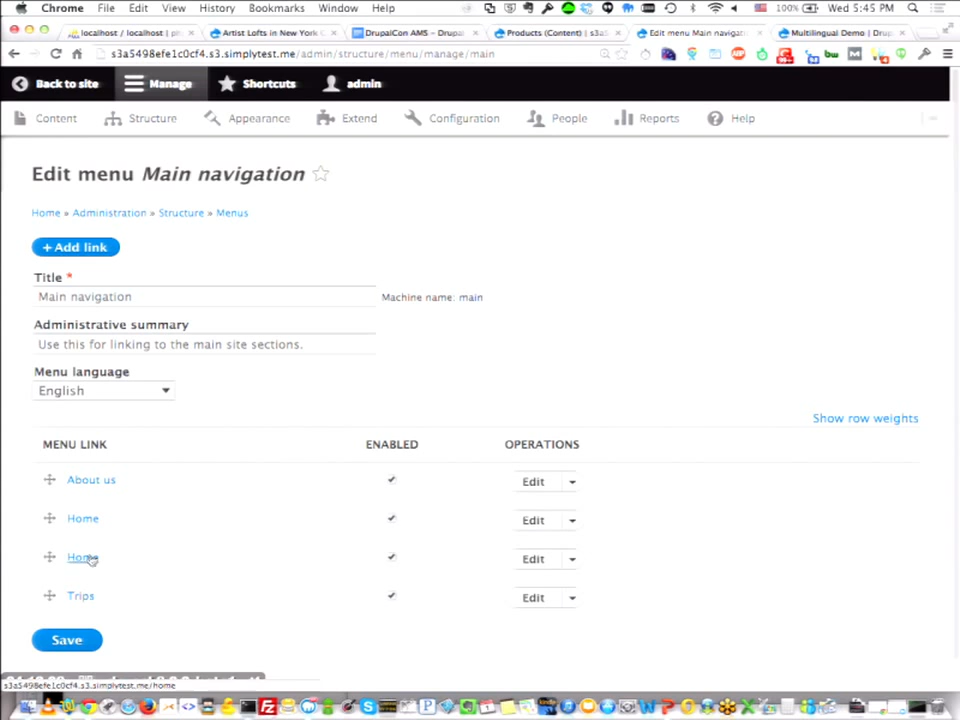 Chrome File Edit View History Bookmarks Window Help 100% Wed 5:45 PM
localhost / localhost | ph Artist Lofts in New York C DrupalCon AMS – Drupal Products (Content) | s3a5 Edit menu Main navigatio Multilingual Demo | Drup
s3a5498efe1c0cf4.s3.simplytest.me/admin/structure/menu/manage/main
Back to site Manage Shortcuts admin
Content Structure Appearance Extend Configuration People Reports Help
Edit menu Main navigation
Home » Administration » Structure » Menus
+ Add link
Title *
Main navigation Machine name: main
Administrative summary
Use this for linking to the main site sections.
Menu language
English
Show row weights
MENU LINK ENABLED OPERATIONS
About us Edit
Home Edit
Home Edit
Trips Edit
Save
s3a5498efe1c0cf4.s3.simplytest.me/home